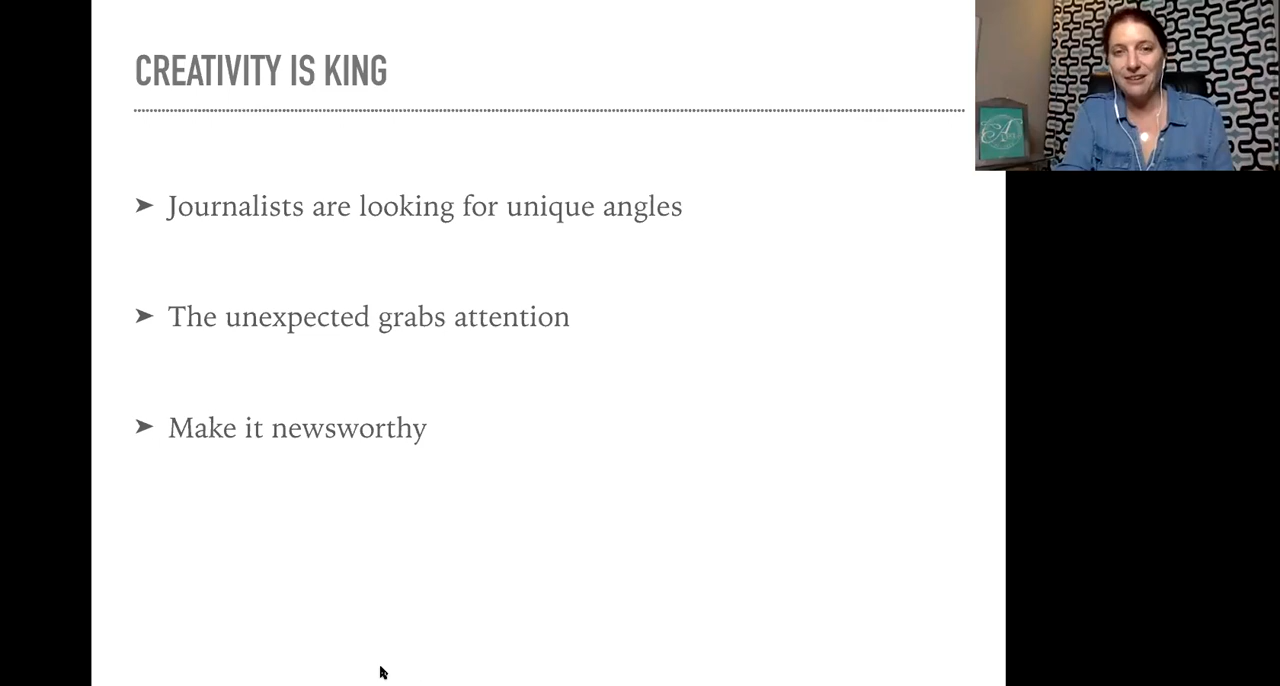 CREATIVITY IS KING
➤ Journalists are looking for unique angles
➤ The unexpected grabs attention
➤ Make it newsworthy